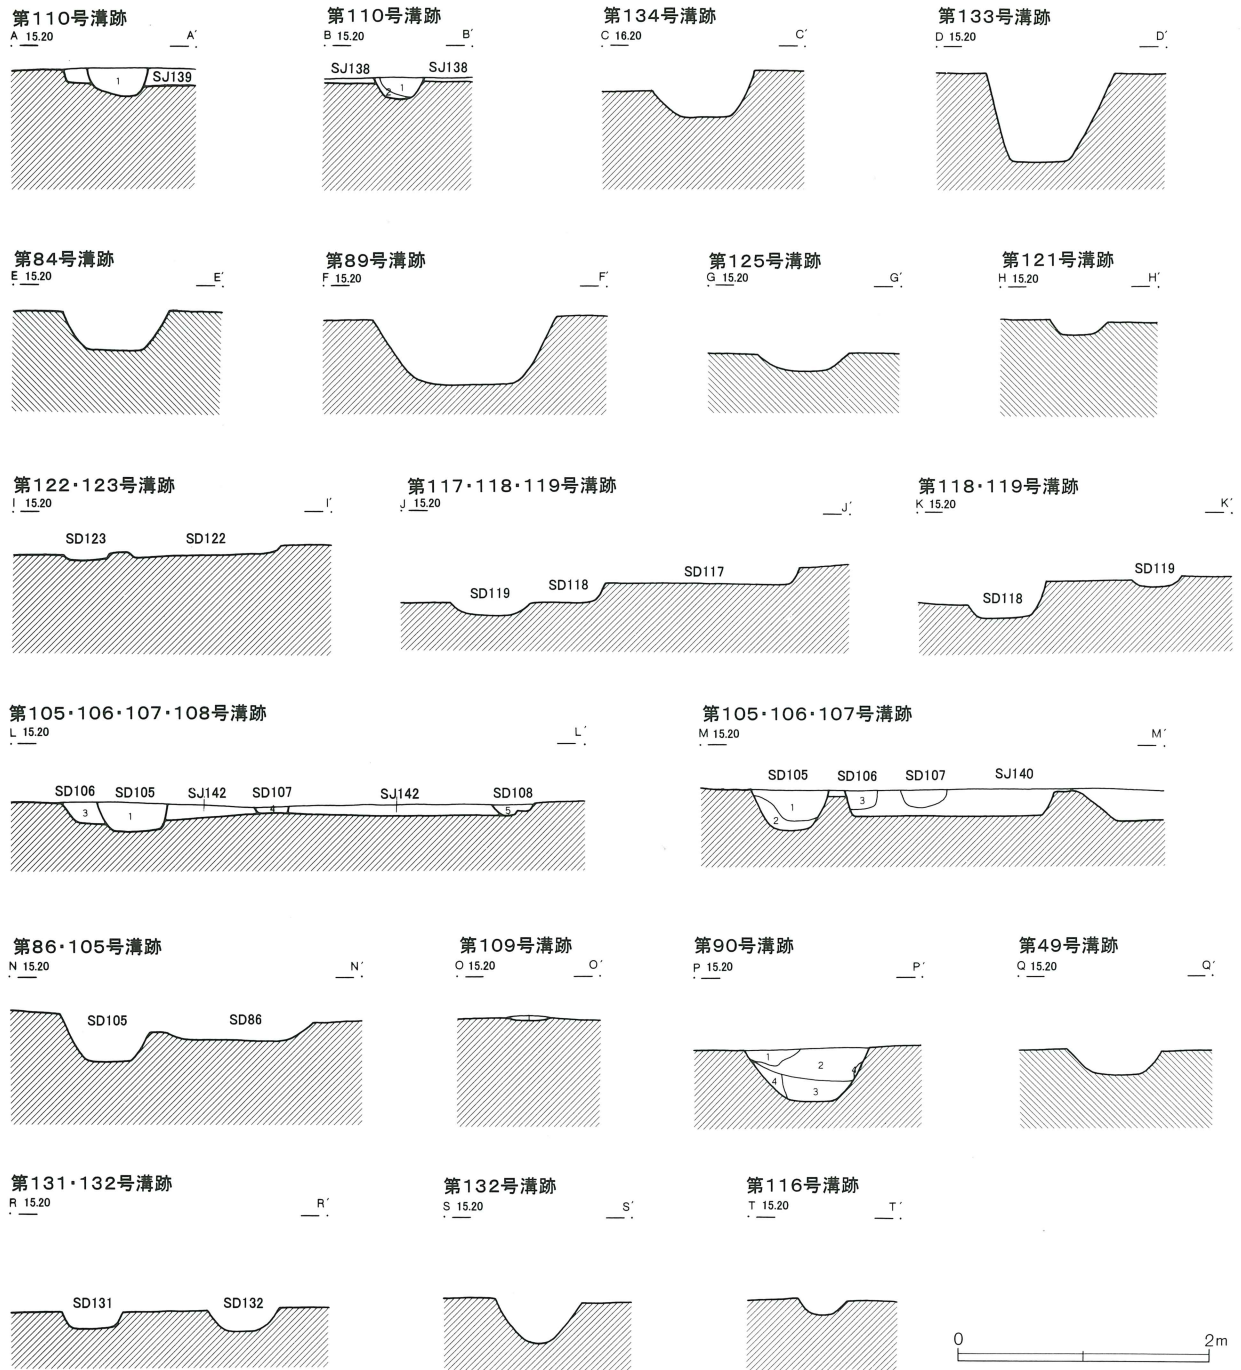 第110号溝跡
A 15.20 A′
1
SJ139
第110号溝跡
B 15.20 B′
SJ138 SJ138
2 1
第134号溝跡
C 16.20 C′
第133号溝跡
D 15.20 D′
第84号溝跡
E 15.20 E′
第89号溝跡
F 15.20 F′
第125号溝跡
G 15.20 G′
第121号溝跡
H 15.20 H′
第122・123号溝跡
I 15.20 I′
SD123 SD122
第117・118・119号溝跡
J 15.20 J′
SD119 SD118 SD117
第118・119号溝跡
K 15.20 K′
SD118 SD119
第105・106・107・108号溝跡
L 15.20 L′
SD106 SD105 SJ142 SD107 SJ142 SD108
3 1 4 5
第105・106・107号溝跡
M 15.20 M′
SD105 SD106 SD107 SJ140
1 3
2
第86・105号溝跡
N 15.20 N′
SD105 SD86
第109号溝跡
O 15.20 O′
1
第90号溝跡
P 15.20 P′
1 2 4
4 3
第49号溝跡
Q 15.20 Q′
第131・132号溝跡
R 15.20 R′
SD131 SD132
第132号溝跡
S 15.20 S′
第116号溝跡
T 15.20 T′
0 2m